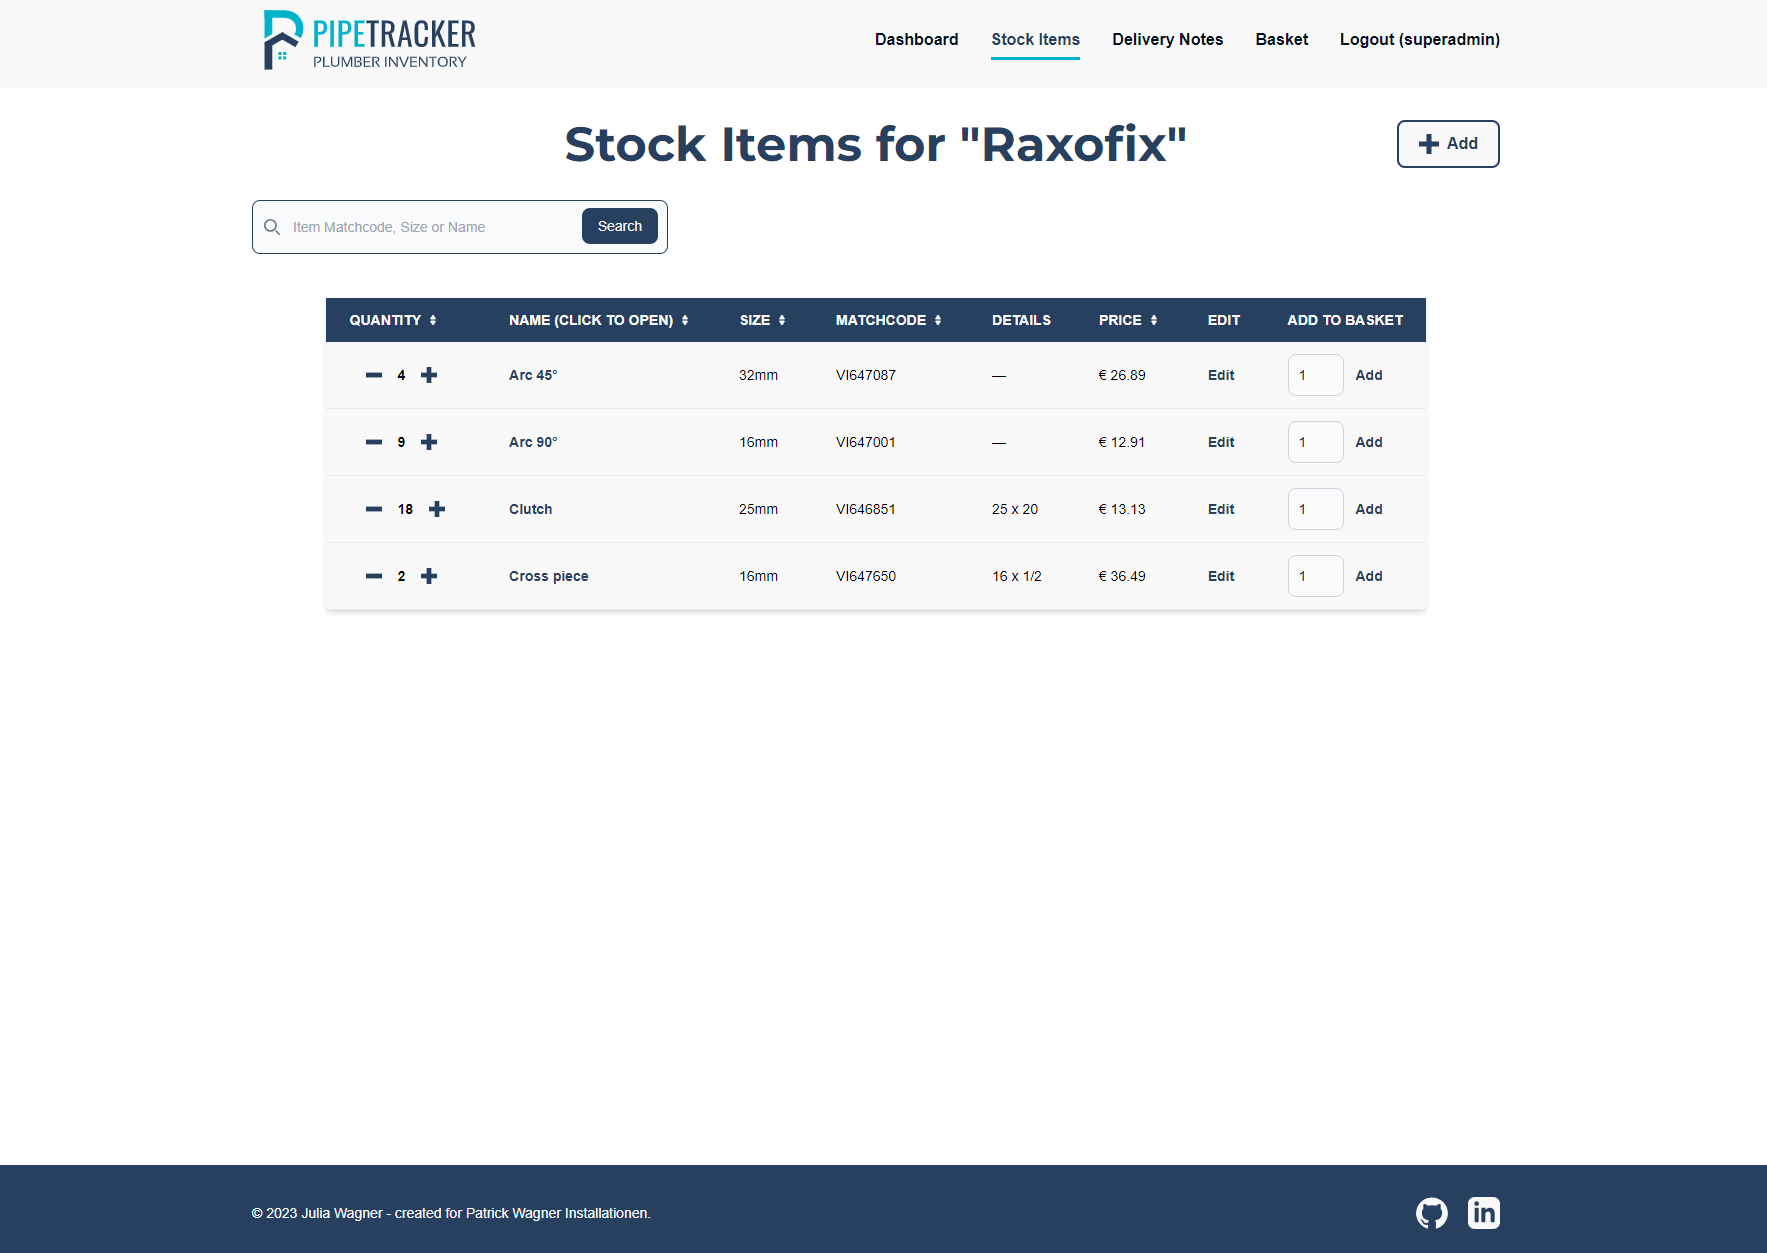 PIPETRACKER
PLUMBER INVENTORY
Dashboard Stock Items Delivery Notes Basket Logout (superadmin)
Stock Items for "Raxofix"
Add
Item Matchcode, Size or Name Search
QUANTITY NAME (CLICK TO OPEN) SIZE MATCHCODE DETAILS PRICE EDIT ADD TO BASKET
4 Arc 45° 32mm VI647087 — € 26.89 Edit 1 Add
9 Arc 90° 16mm VI647001 — € 12.91 Edit 1 Add
18 Clutch 25mm VI646851 25 x 20 € 13.13 Edit 1 Add
2 Cross piece 16mm VI647650 16 x 1/2 € 36.49 Edit 1 Add
© 2023 Julia Wagner - created for Patrick Wagner Installationen.
in